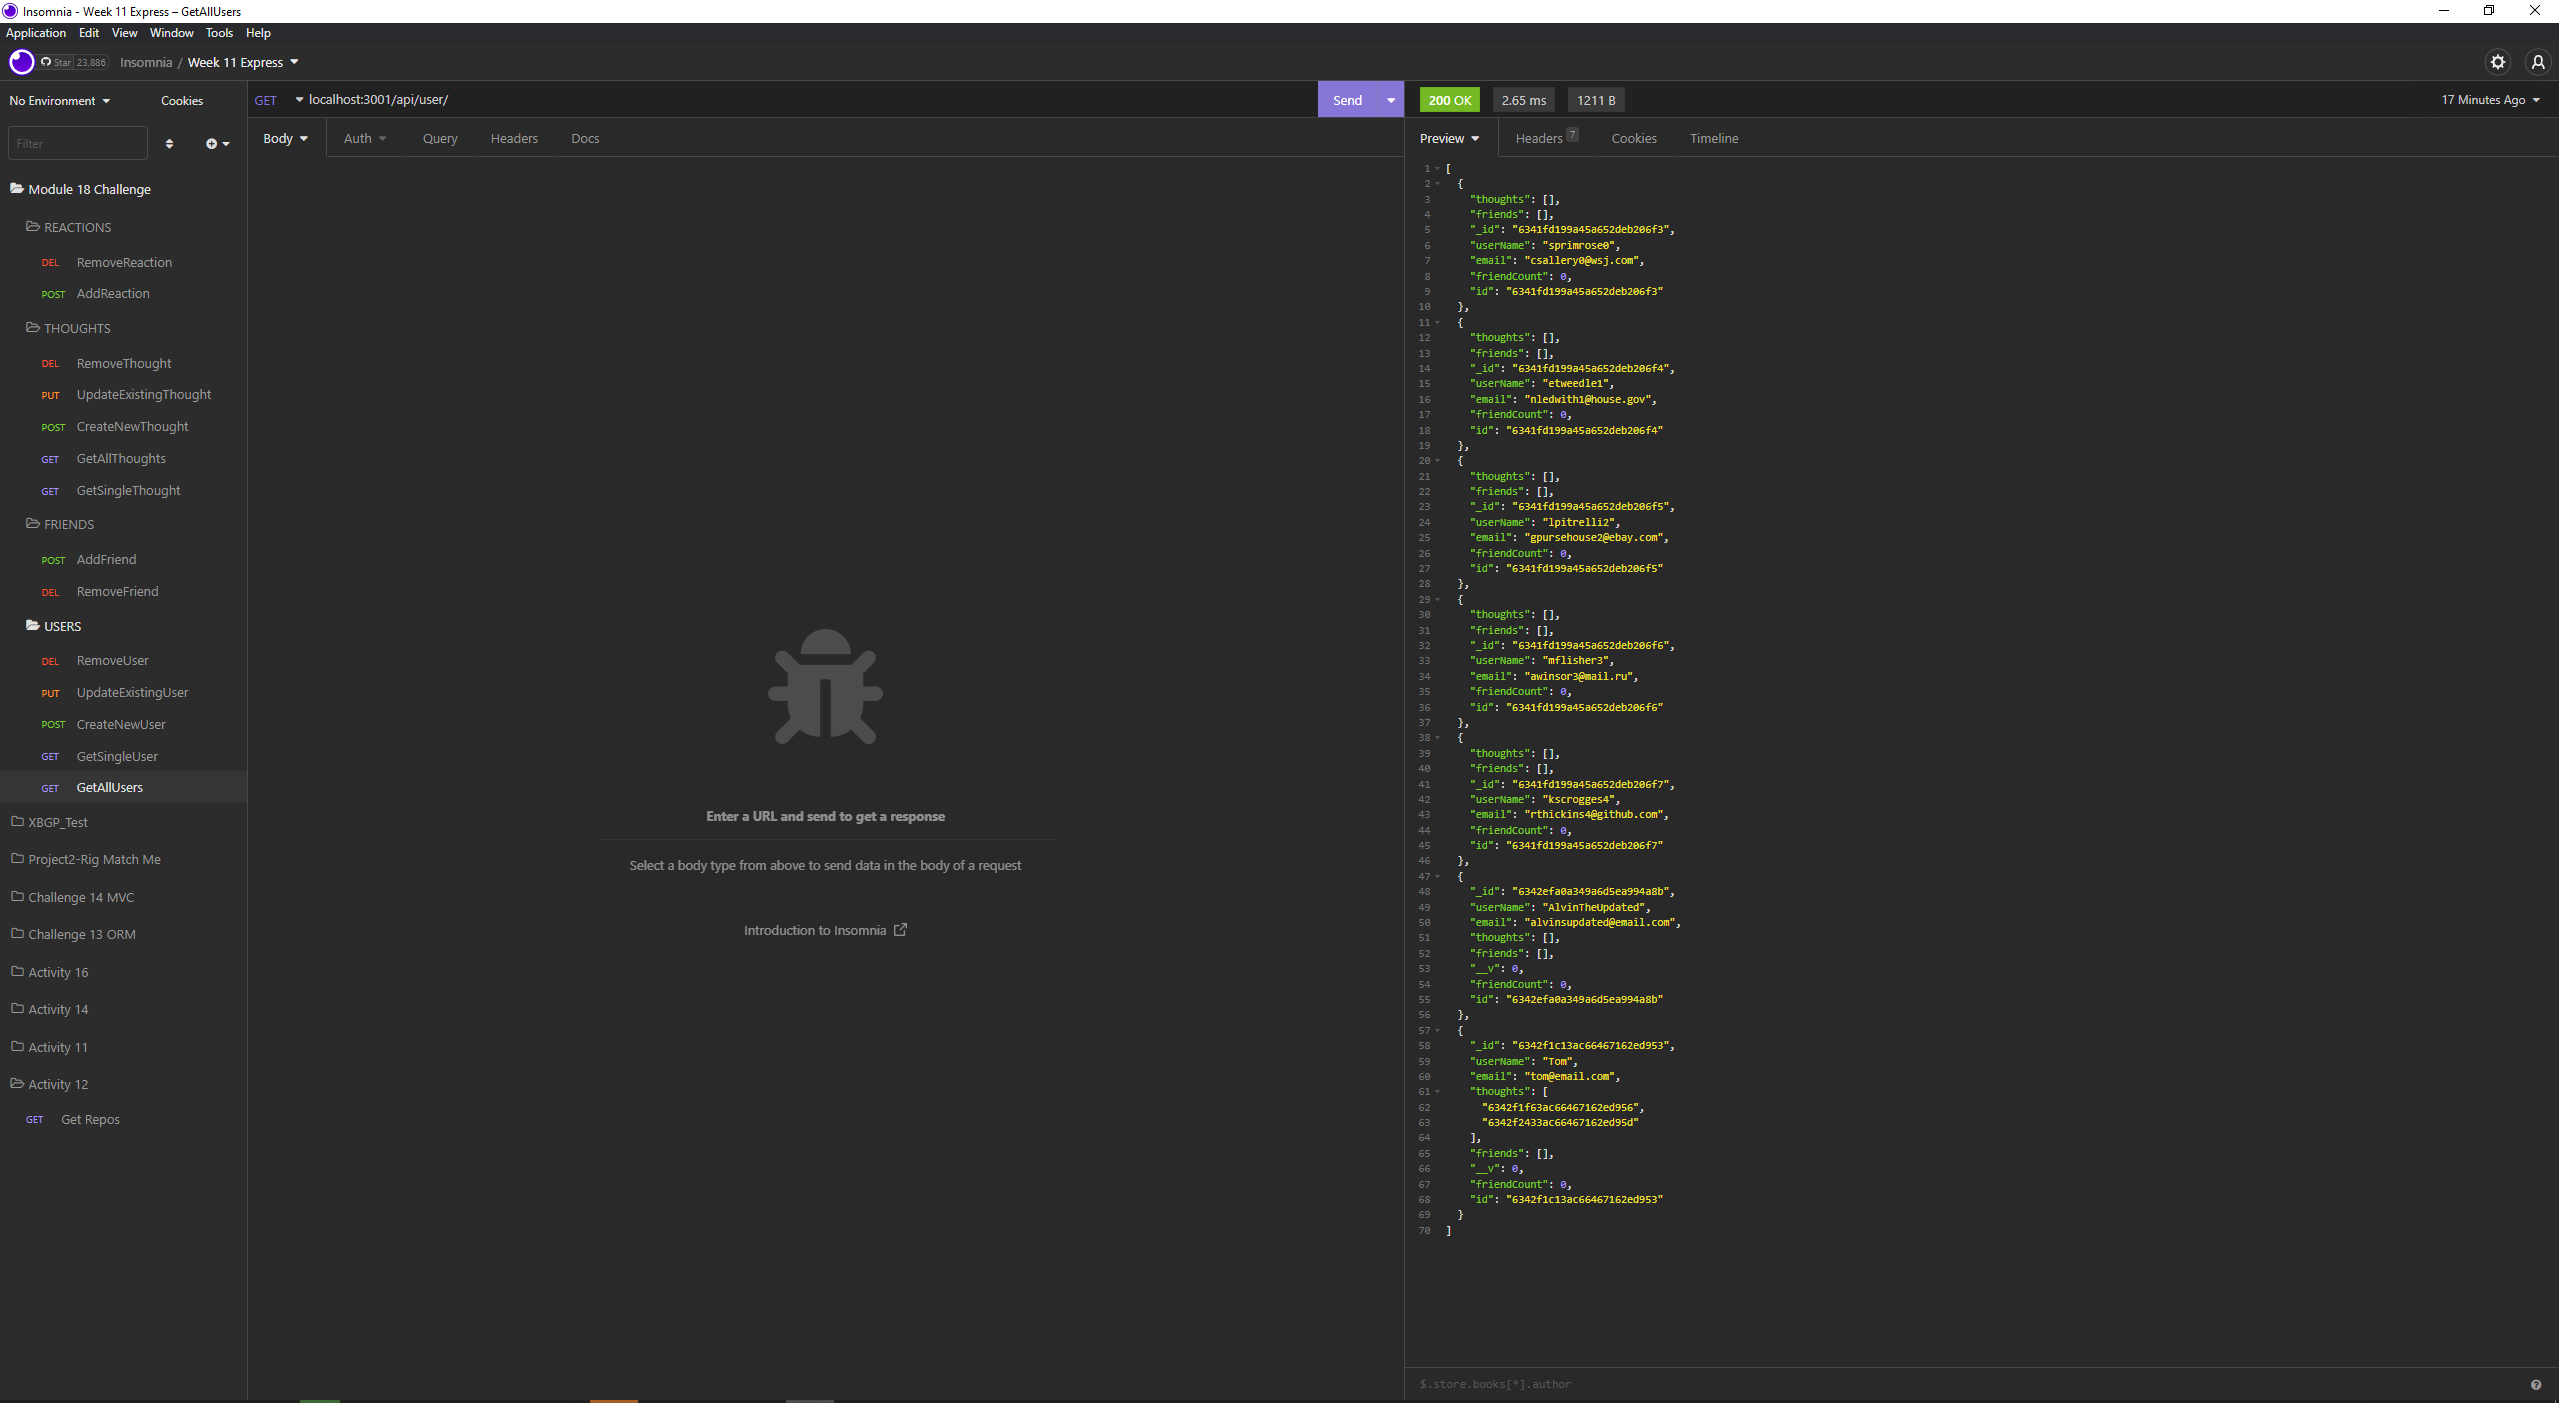 Insomnia - Week 11 Express – GetAllUsers
Application Edit View Window Tools Help
Star 23,886 Insomnia / Week 11 Express
No Environment Cookies
Filter
Module 18 Challenge
REACTIONS
DEL RemoveReaction
POST AddReaction
THOUGHTS
DEL RemoveThought
PUT UpdateExistingThought
POST CreateNewThought
GET GetAllThoughts
GET GetSingleThought
FRIENDS
POST AddFriend
DEL RemoveFriend
USERS
DEL RemoveUser
PUT UpdateExistingUser
POST CreateNewUser
GET GetSingleUser
GET GetAllUsers
XBGP_Test
Project2-Rig Match Me
Challenge 14 MVC
Challenge 13 ORM
Activity 16
Activity 14
Activity 11
Activity 12
GET Get Repos
GET localhost:3001/api/user/ Send
Body Auth Query Headers Docs
Enter a URL and send to get a response
Select a body type from above to send data in the body of a request
Introduction to Insomnia
200 OK 2.65 ms 1211 B 17 Minutes Ago
Preview Headers 7 Cookies Timeline
1 [
2 {
3 "thoughts": [],
4 "friends": [],
5 "_id": "6341fd199a45a652deb206f3",
6 "userName": "sprimrose0",
7 "email": "csallery0@wsj.com",
8 "friendCount": 0,
9 "id": "6341fd199a45a652deb206f3"
10 },
11 {
12 "thoughts": [],
13 "friends": [],
14 "_id": "6341fd199a45a652deb206f4",
15 "userName": "etweedle1",
16 "email": "nledwith1@house.gov",
17 "friendCount": 0,
18 "id": "6341fd199a45a652deb206f4"
19 },
20 {
21 "thoughts": [],
22 "friends": [],
23 "_id": "6341fd199a45a652deb206f5",
24 "userName": "lpitrelli2",
25 "email": "gpursehouse2@ebay.com",
26 "friendCount": 0,
27 "id": "6341fd199a45a652deb206f5"
28 },
29 {
30 "thoughts": [],
31 "friends": [],
32 "_id": "6341fd199a45a652deb206f6",
33 "userName": "mflisher3",
34 "email": "awinsor3@mail.ru",
35 "friendCount": 0,
36 "id": "6341fd199a45a652deb206f6"
37 },
38 {
39 "thoughts": [],
40 "friends": [],
41 "_id": "6341fd199a45a652deb206f7",
42 "userName": "kscrogges4",
43 "email": "rthickins4@github.com",
44 "friendCount": 0,
45 "id": "6341fd199a45a652deb206f7"
46 },
47 {
48 "_id": "6342efa0a349a6d5ea994a8b",
49 "userName": "AlvinTheUpdated",
50 "email": "alvinsupdated@email.com",
51 "thoughts": [],
52 "friends": [],
53 "__v": 0,
54 "friendCount": 0,
55 "id": "6342efa0a349a6d5ea994a8b"
56 },
57 {
58 "_id": "6342f1c13ac66467162ed953",
59 "userName": "Tom",
60 "email": "tom@email.com",
61 "thoughts": [
62 "6342f1f63ac66467162ed956",
63 "6342f2433ac66467162ed95d"
64 ],
65 "friends": [],
66 "__v": 0,
67 "friendCount": 0,
68 "id": "6342f1c13ac66467162ed953"
69 }
70 ]
$.store.books[*].author